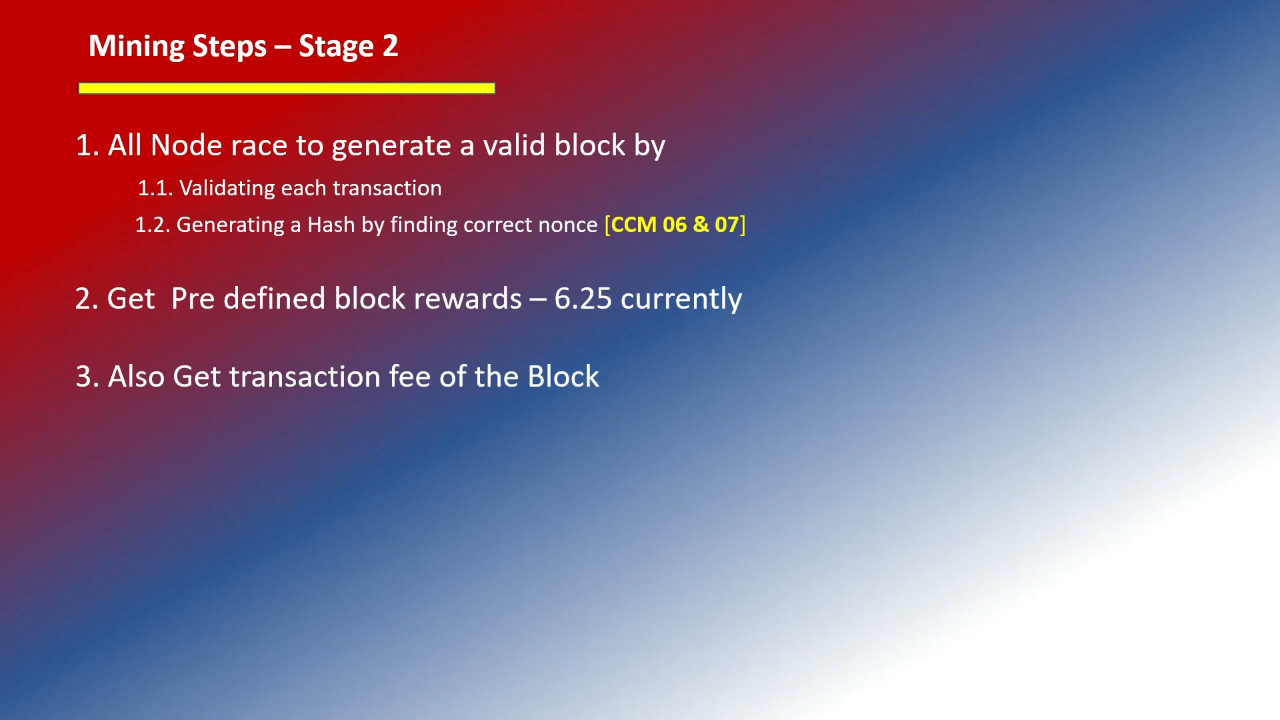 Mining Steps – Stage 2
1. All Node race to generate a valid block by
1.1. Validating each transaction
1.2. Generating a Hash by finding correct nonce [CCM 06 & 07]
2. Get  Pre defined block rewards – 6.25 currently
3. Also Get transaction fee of the Block